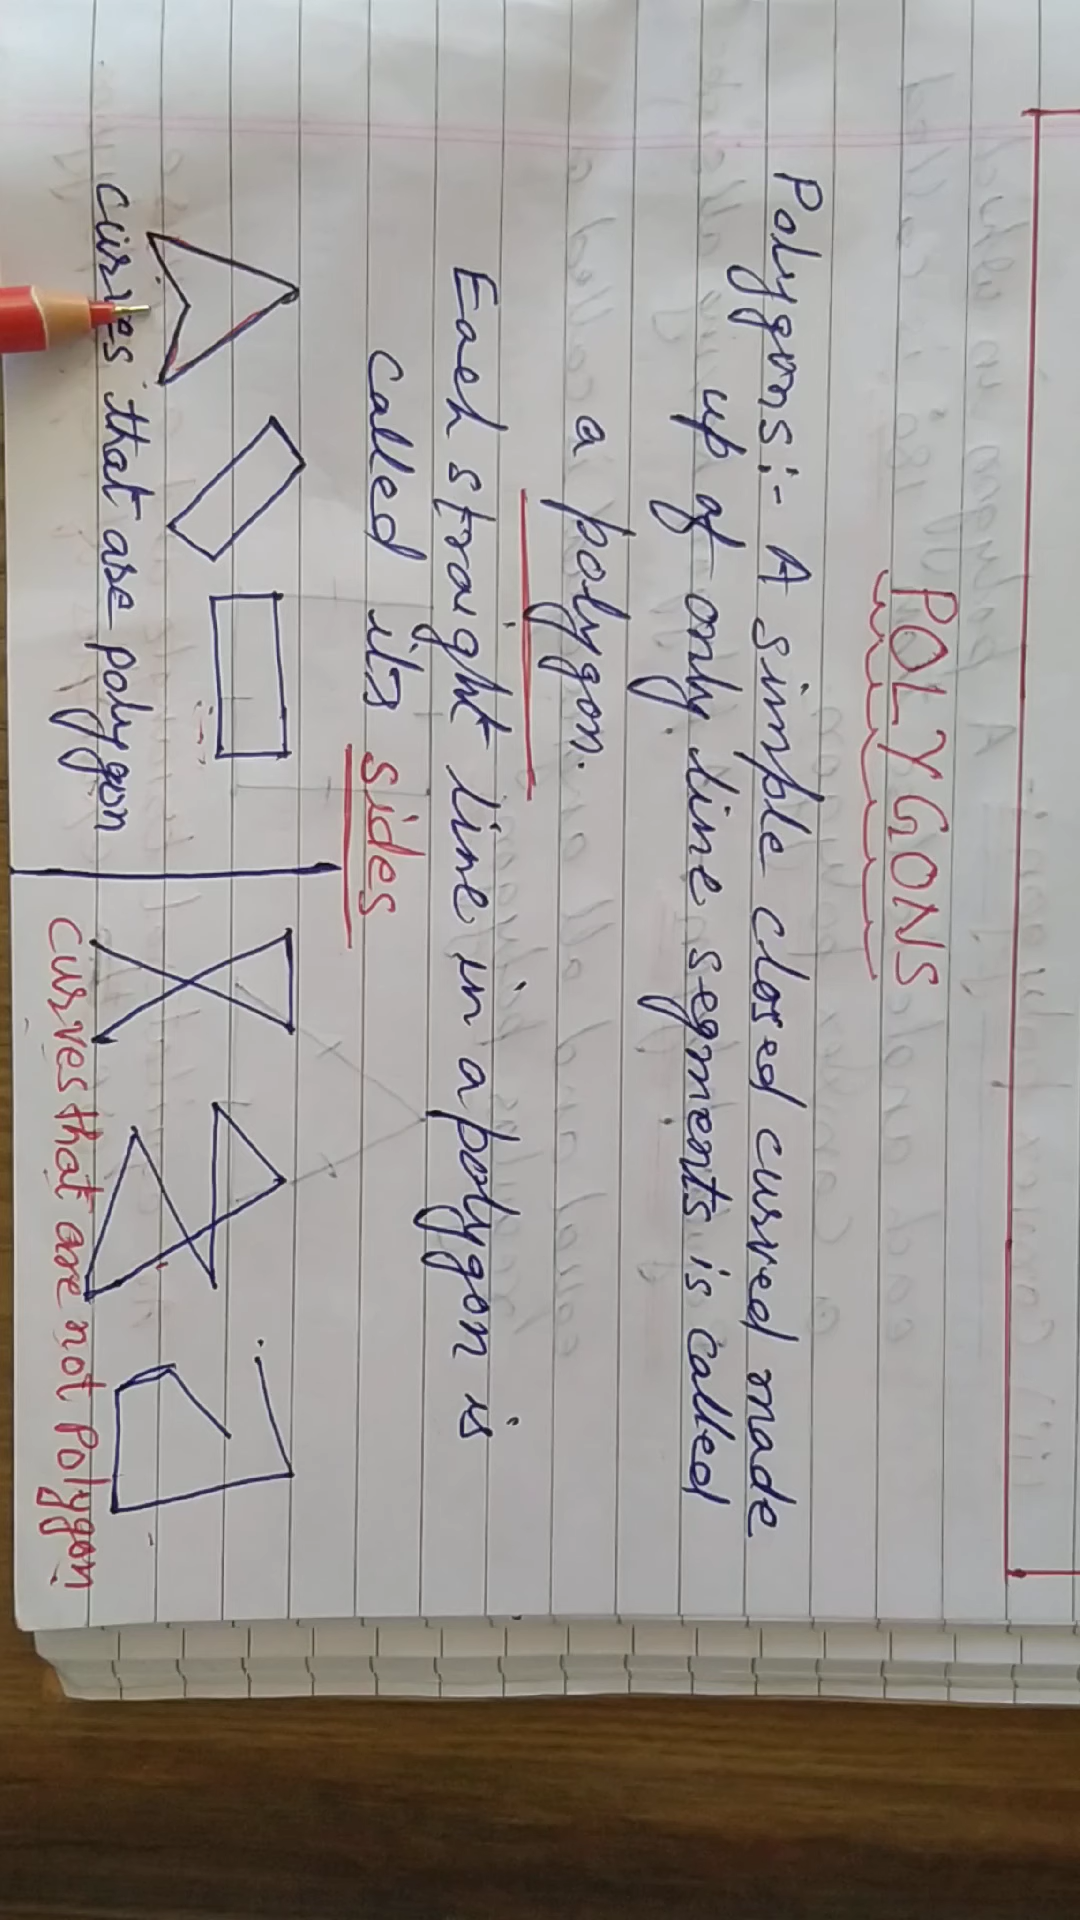 POLYGONS
Polygons:- A simple closed curved made
up of only line segments is called
a polygon.
Each straight line in a polygon is
called its sides
curves that are polygon
curves that are not Polygon